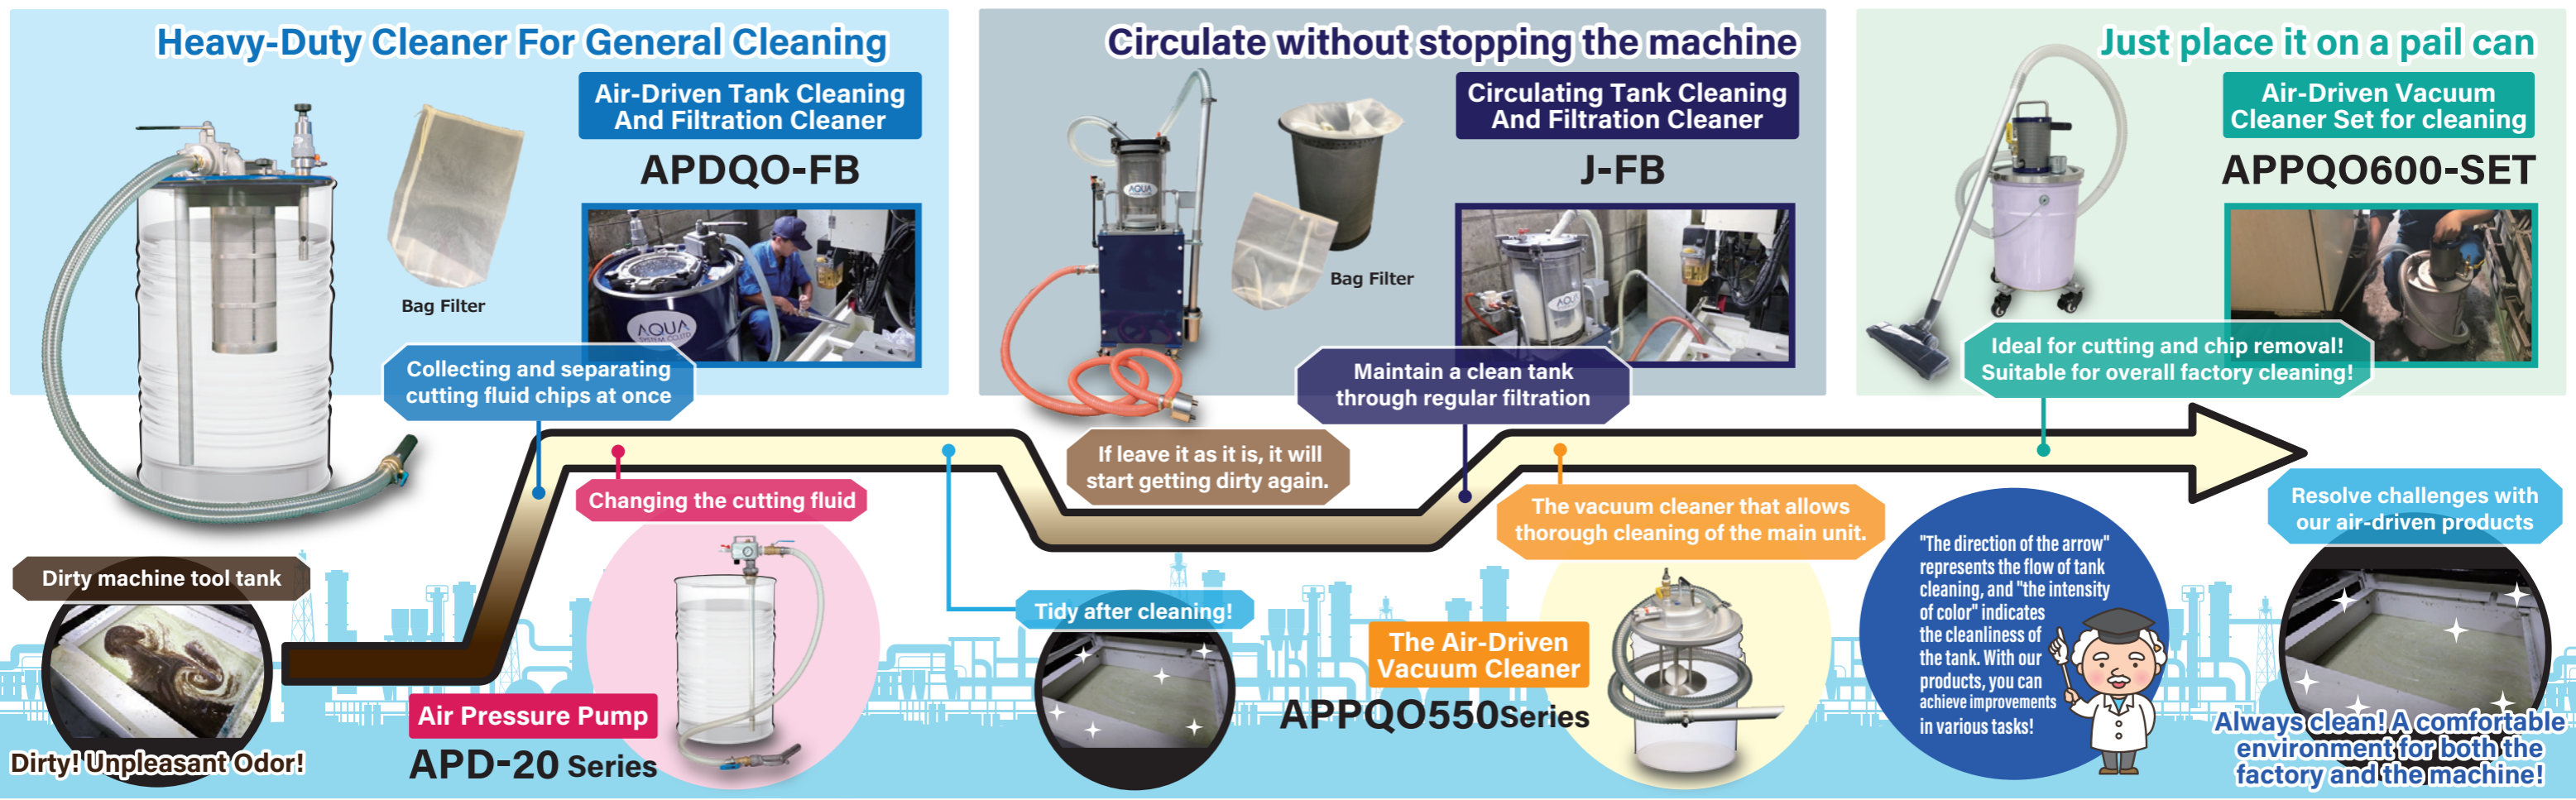 Heavy-Duty Cleaner For General Cleaning
Air-Driven Tank Cleaning
And Filtration Cleaner
APDQO-FB
Bag Filter
AQUA
SYSTEM CO.,LTD
Collecting and separating
cutting fluid chips at once
Circulate without stopping the machine
Circulating Tank Cleaning
And Filtration Cleaner
J-FB
AQUA
Bag Filter
AQUA
Maintain a clean tank
through regular filtration
Just place it on a pail can
Air-Driven Vacuum
Cleaner Set for cleaning
APPQO600-SET
Ideal for cutting and chip removal!
Suitable for overall factory cleaning!
If leave it as it is, it will
start getting dirty again.
Changing the cutting fluid
The vacuum cleaner that allows
thorough cleaning of the main unit.
Resolve challenges with
our air-driven products
Dirty machine tool tank
Dirty! Unpleasant Odor!
Air Pressure Pump
APD-20 Series
Tidy after cleaning!
The Air-Driven
Vacuum Cleaner
APPQO550Series
"The direction of the arrow"
represents the flow of tank
cleaning, and "the intensity
of color" indicates
the cleanliness of
the tank. With our
products, you can
achieve improvements
in various tasks!
Always clean! A comfortable
environment for both the
factory and the machine!